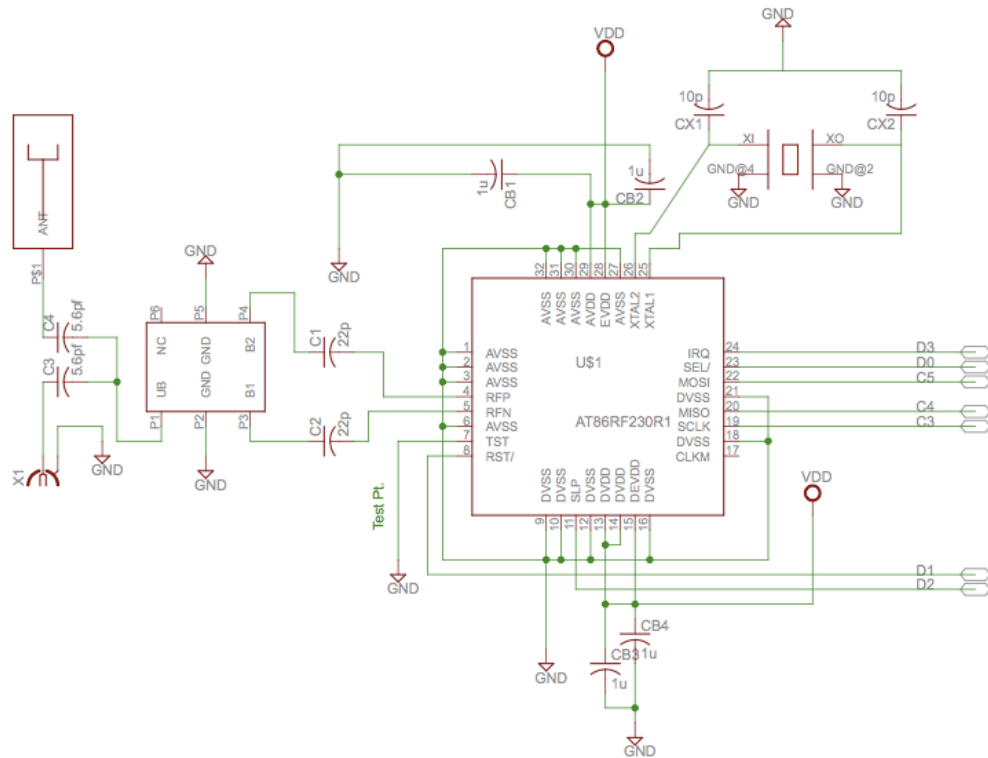 GND
VDD
10p
CX1
10p
CX2
XI
XO
GND@4
GND@2
GND
GND
1u
CB1
1u
CB2
GND
ANT
P$1
C4
5.6pf
C3
5.6pf
X1
GND
GND
P6
P5
P4
NC
GND
B2
UB
GND
B1
P1
P2
P3
GND
C1
22p
C2
22p
Test Pt.
GND
32
31
30
29
28
27
26
25
AVSS
AVSS
AVSS
AVDD
EVDD
AVSS
XTAL2
XTAL1
U$1
AT86RF230R1
1 AVSS
2 AVSS
3 AVSS
4 RFP
5 RFN
6 AVSS
7 TST
8 RST/
IRQ 24
SEL/ 23
MOSI 22
DVSS 21
MISO 20
SCLK 19
DVSS 18
CLKM 17
D3
D0
C5
C4
C3
DVSS
DVSS
SLP
DVSS
DVDD
DVDD
DEVDD
DVSS
9
10
11
12
13
14
15
16
VDD
D1
D2
GND
CB4
1u
CB3
1u
GND